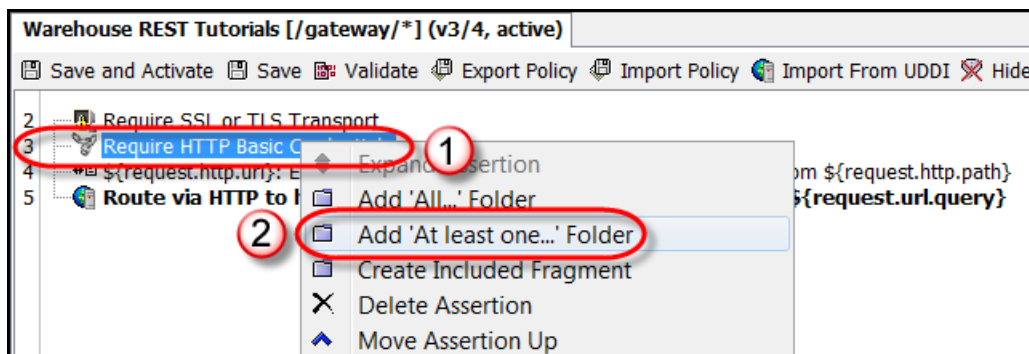 Warehouse REST Tutorials [/gateway/*] (v3/4, active)
Save and Activate Save Validate Export Policy Import Policy Import From UDDI Hide
2 Require SSL or TLS Transport
3 Require HTTP Basic
1
Expand Assertion
4 ${request.http.uri}: ${request.http.path}
Add 'All...' Folder
5 Route via HTTP to ${request.url.query}
2
Add 'At least one...' Folder
Create Included Fragment
Delete Assertion
Move Assertion Up